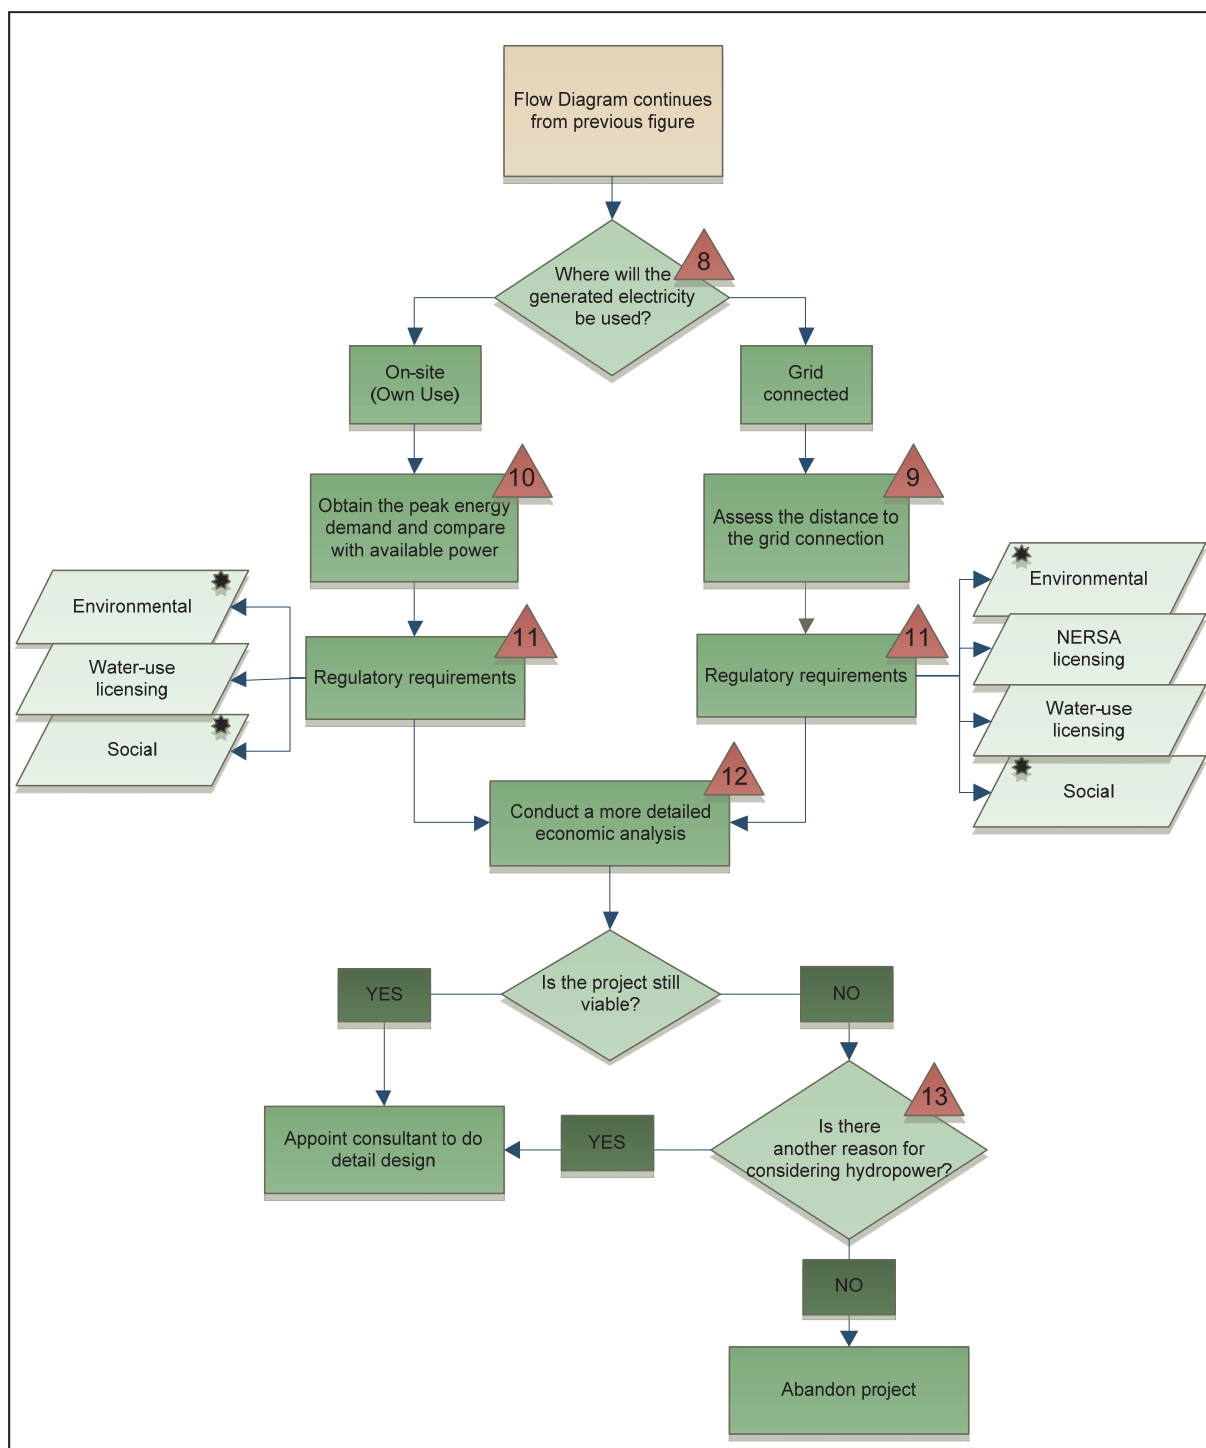 Flow Diagram continues
from previous figure
8
Where will the
generated electricity
be used?
On-site
(Own Use)
Grid
connected
10
Obtain the peak energy
demand and compare
with available power
9
Assess the distance to
the grid connection
Environmental
Water-use
licensing
Social
11
Regulatory requirements
11
Regulatory requirements
Environmental
NERSA
licensing
Water-use
licensing
Social
12
Conduct a more detailed
economic analysis
Is the project still
viable?
YES
NO
13
Is there
another reason for
considering hydropower?
YES
Appoint consultant to do
detail design
NO
Abandon project